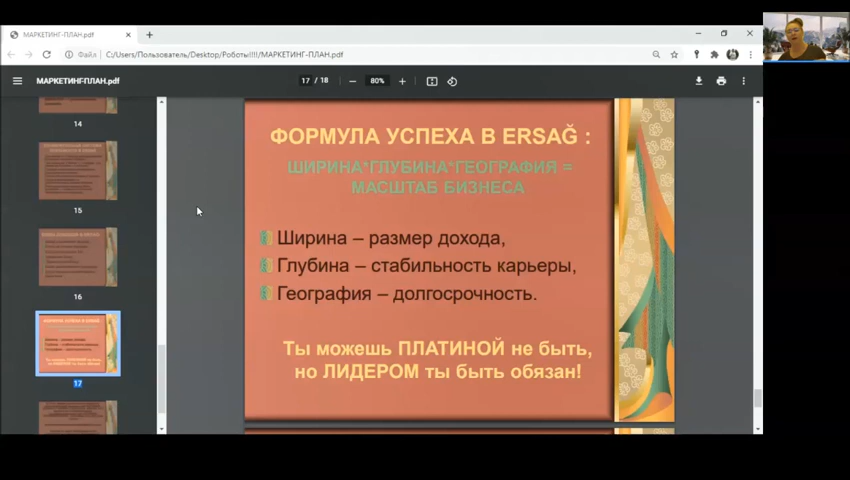 МАРКЕТИНГ-ПЛАН.pdf
Файл
C:/Users/Пользователь/Desktop/Роботы!!!!/МАРКЕТИНГ-ПЛАН.pdf
МАРКЕТИНГ-ПЛАН.pdf
17 / 18
80%
14
15
16
17
ФОРМУЛА УСПЕХА В ERSAĞ :
ШИРИНА*ГЛУБИНА*ГЕОГРАФИЯ =
МАСШТАБ БИЗНЕСА
Ширина – размер дохода,
Глубина – стабильность карьеры,
География – долгосрочность.
Ты можешь ПЛАТИНОЙ не быть,
но ЛИДЕРОМ ты быть обязан!